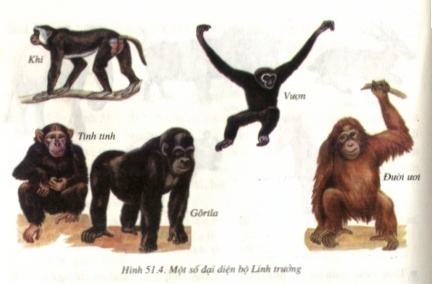 Khỉ
Vượn
Tinh tinh
Gôrila
Đười ươi
Hình 51.4. Một số đại diện bộ Linh trưởng